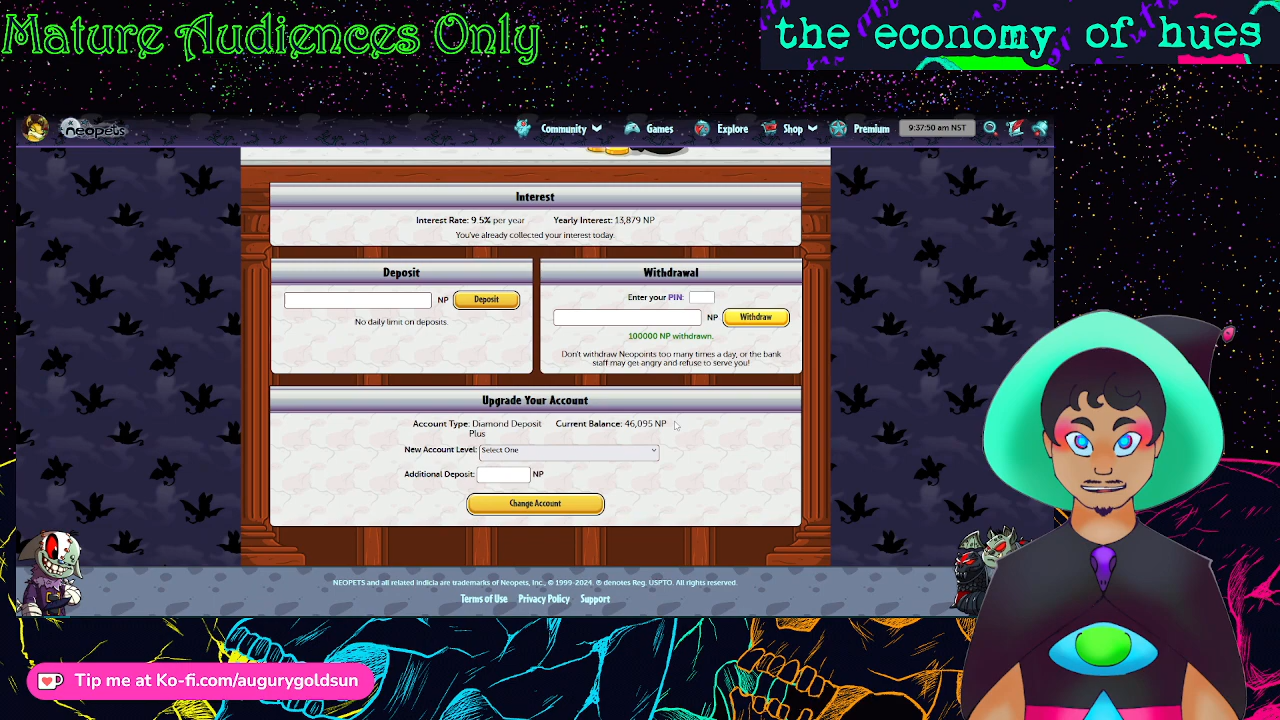 Mature Audiences Only
the economy of hues
neopets
Community
Games
Explore
Shop
Premium
9:37:50 am NST
Interest
Interest Rate: 9.5% per year
Yearly Interest: 13,879 NP
You've already collected your interest today.
Deposit
NP
Deposit
No daily limit on deposits.
Withdrawal
Enter your PIN:
NP
Withdraw
100000 NP withdrawn.
Don't withdraw Neopoints too many times a day, or the bank
staff may get angry and refuse to serve you!
Upgrade Your Account
Account Type: Diamond Deposit
Plus
Current Balance: 46,095 NP
New Account Level:
Select One
Additional Deposit:
NP
Change Account
NEOPETS and all related indicia are trademarks of Neopets, Inc., © 1999-2024. ® denotes Reg. USPTO. All rights reserved.
Terms of Use
Privacy Policy
Support
Tip me at Ko-fi.com/augurygoldsun